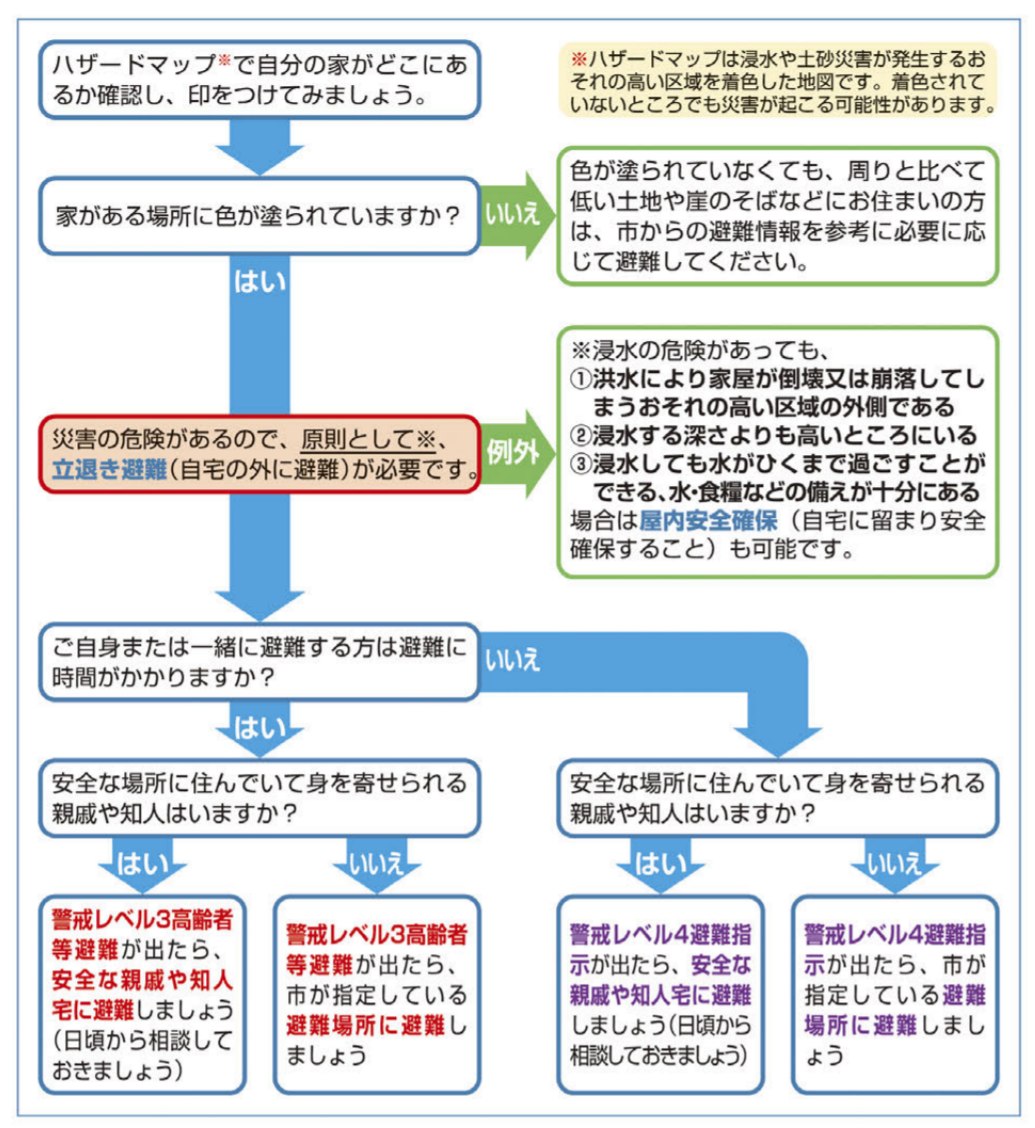 ハザードマップ※で自分の家がどこにあ
るか確認し、印をつけてみましょう。
※ハザードマップは浸水や土砂災害が発生するお
それの高い区域を着色した地図です。着色されて
いないところでも災害が起こる可能性があります。
家がある場所に色が塗られていますか？
いいえ
色が塗られていなくても、周りと比べて
低い土地や崖のそばなどにお住まいの方
は、市からの避難情報を参考に必要に応
じて避難してください。
はい
災害の危険があるので、原則として※、
立退き避難(自宅の外に避難)が必要です。
例外
※浸水の危険があっても、
①洪水により家屋が倒壊又は崩落してし
まうおそれの高い区域の外側である
②浸水する深さよりも高いところにいる
③浸水しても水がひくまで過ごすことが
できる、水・食糧などの備えが十分にある
場合は屋内安全確保（自宅に留まり安全
確保すること）も可能です。
ご自身または一緒に避難する方は避難に
時間がかかりますか？
いいえ
はい
安全な場所に住んでいて身を寄せられる
親戚や知人はいますか？
はい
いいえ
警戒レベル3高齢者
等避難が出たら、
安全な親戚や知人
宅に避難しましょう
(日頃から相談して
おきましょう)
警戒レベル3高齢者
等避難が出たら、
市が指定している
避難場所に避難し
ましょう
安全な場所に住んでいて身を寄せられる
親戚や知人はいますか？
はい
いいえ
警戒レベル4避難指
示が出たら、安全な
親戚や知人宅に避難
しましょう(日頃から
相談しておきましょう)
警戒レベル4避難指
示が出たら、市が
指定している避難
場所に避難しまし
ょう